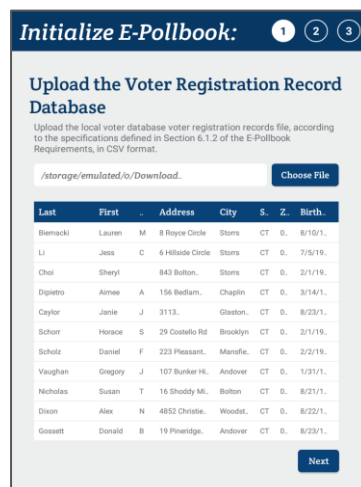 Initialize E-Pollbook: 1 2 3
Upload the Voter Registration Record
Database
Upload the local voter database voter registration records file, according
to the specifications defined in Section 6.1.2 of the E-Pollbook
Requirements, in CSV format.
/storage/emulated/o/Download.. Choose File
Last First .. Address City S.. Z.. Birth..
Biernacki Lauren M 8 Royce Circle Storrs CT 0.. 8/10/1..
Li Jess C 6 Hillside Circle Storrs CT 0.. 7/5/19..
Choi Sheryl 843 Bolton.. Storrs CT 0.. 2/1/19..
Dipietro Aimee A 156 Bedlam.. Chaplin CT 0.. 3/14/1..
Caylor Janie J 3113.. Glaston.. CT 0.. 8/23/1..
Schorr Horace S 29 Costello Rd Brooklyn CT 0.. 2/1/19..
Scholz Daniel F 223 Pleasant.. Mansfie.. CT 0.. 2/2/19..
Vaughan Gregory J 107 Bunker Hi.. Andover CT 0.. 1/31/1..
Nicholas Susan T 16 Shoddy Mi.. Bolton CT 0.. 8/21/1..
Dixon Alex N 4852 Christie.. Woodst.. CT 0.. 8/22/1..
Gossett Donald B 19 Pineridge.. Andover CT 0.. 8/23/1..
Next